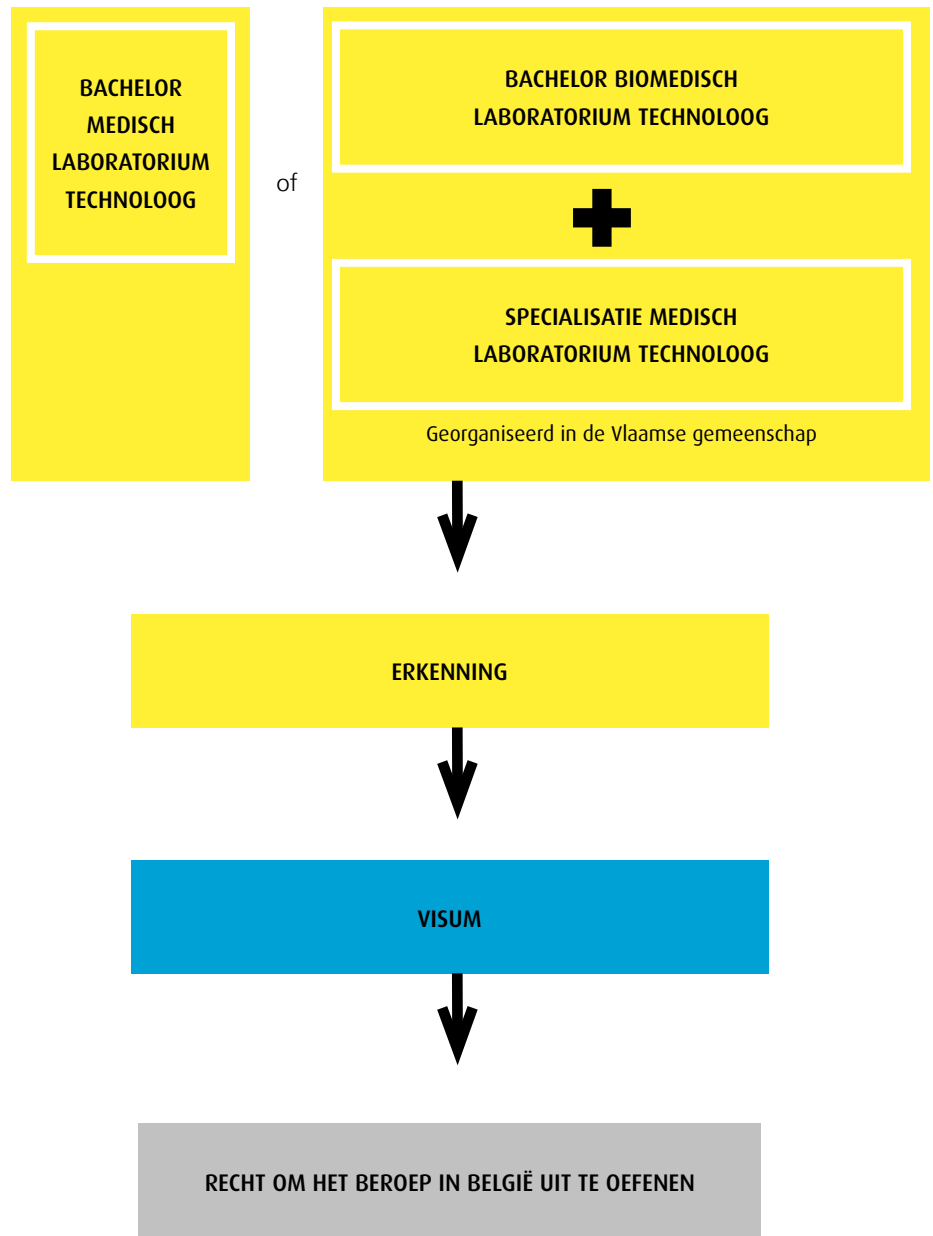 BACHELOR
MEDISCH
LABORATORIUM
TECHNOLOOG
of
BACHELOR BIOMEDISCH
LABORATORIUM TECHNOLOOG
SPECIALISATIE MEDISCH
LABORATORIUM TECHNOLOOG
Georganiseerd in de Vlaamse gemeenschap
ERKENNING
VISUM
RECHT OM HET BEROEP IN BELGIË UIT TE OEFENEN